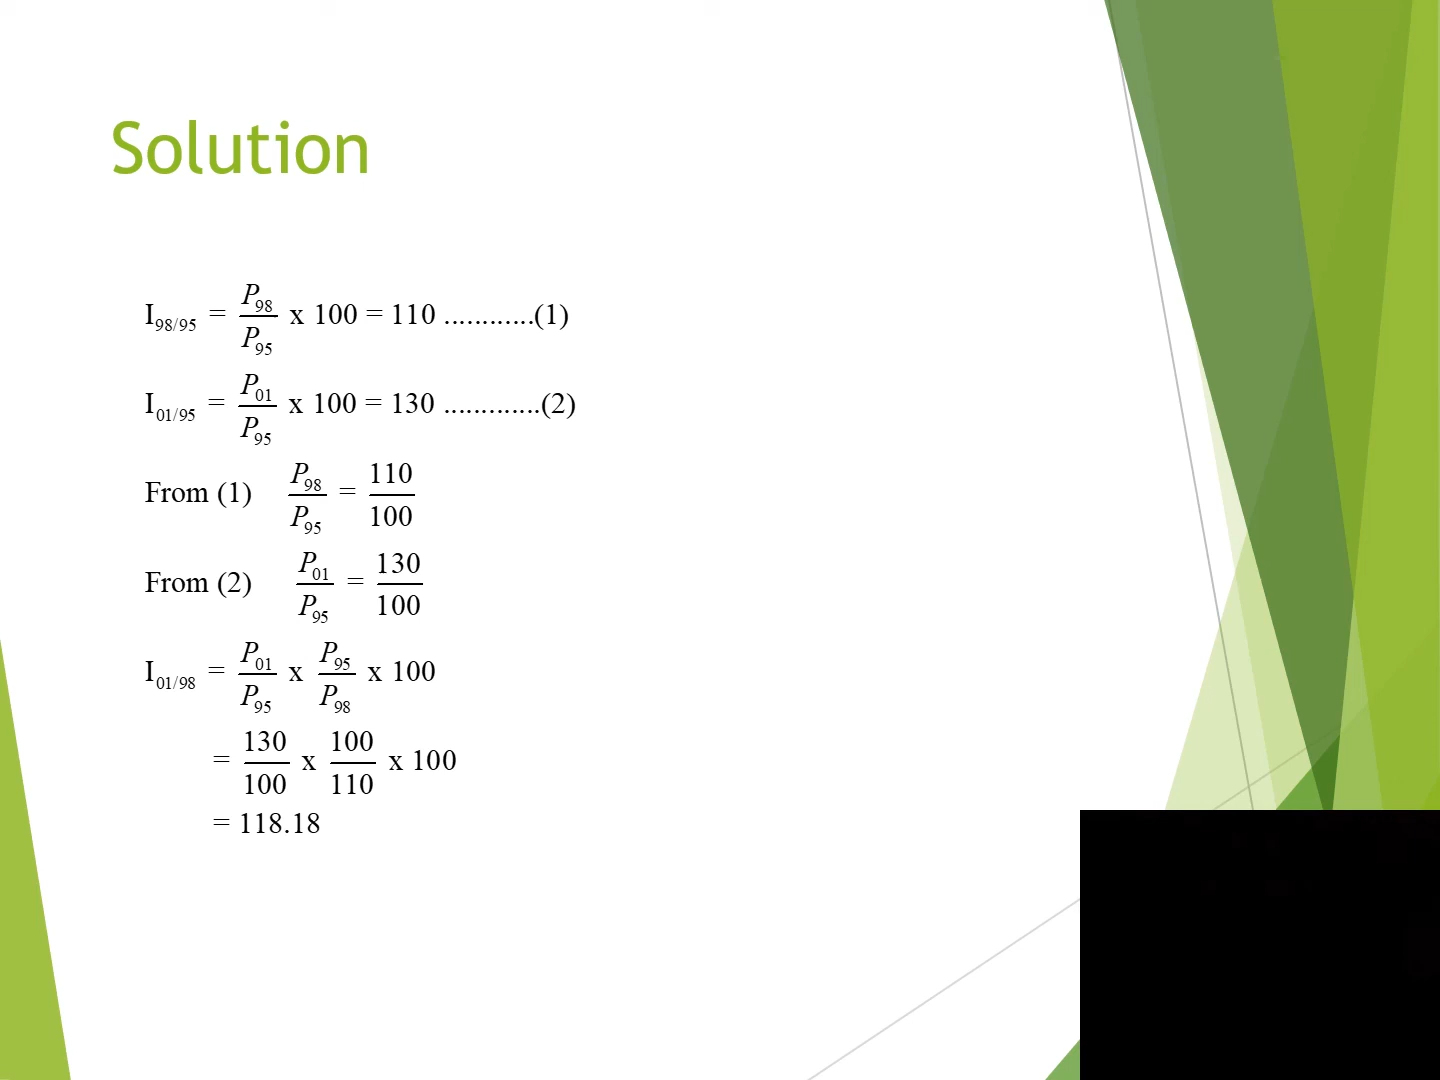 Solution
I98/95 = P98/P95 x 100 = 110 ............(1)
I01/95 = P01/P95 x 100 = 130 .............(2)
From (1) P98/P95 = 110/100
From (2) P01/P95 = 130/100
I01/98 = P01/P95 x P95/P98 x 100
= 130/100 x 100/110 x 100
= 118.18